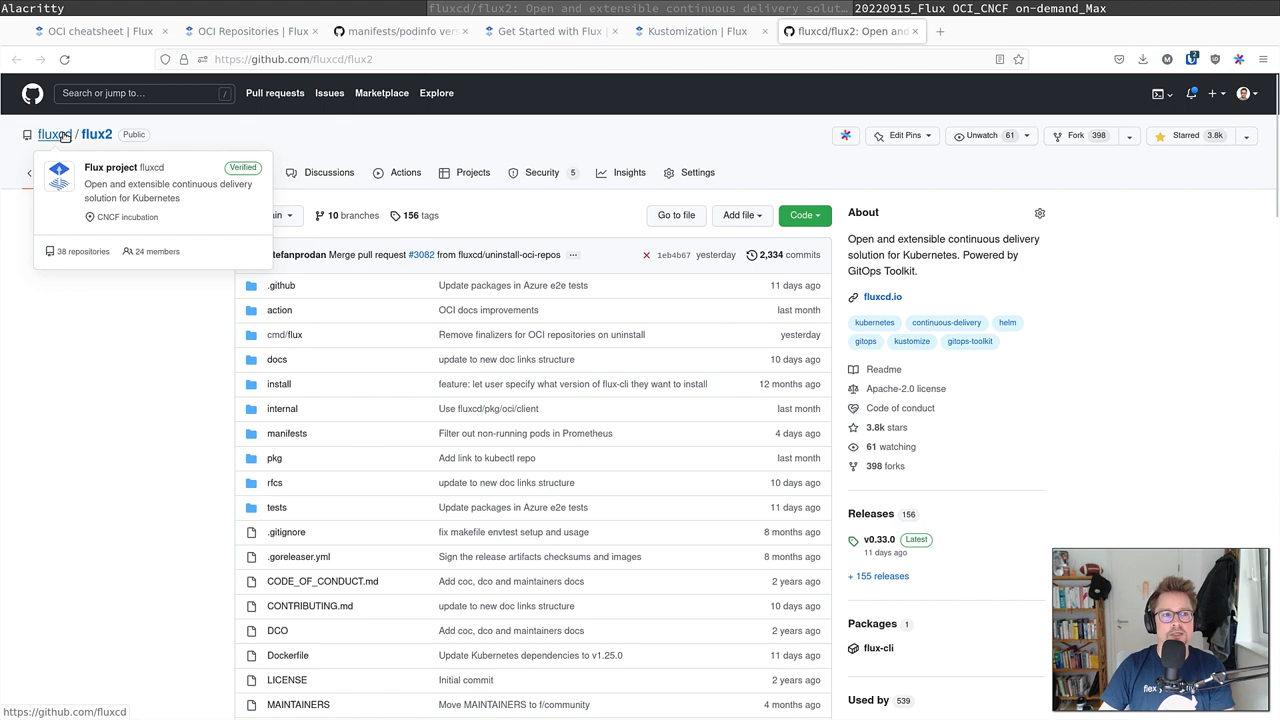 Alacritty
fluxcd/flux2: Open and extensible continuous delivery solut…
20220915_Flux OCI_CNCF on-demand_Max
OCI cheatsheet | Flux
OCI Repositories | Flux
manifests/podinfo ver
Get Started with Flux |
Kustomization | Flux
fluxcd/flux2: Open and
https://github.com/fluxcd/flux2
2
Search or jump to…
/
Pull requests
Issues
Marketplace
Explore
fluxcd / flux2
Public
Edit Pins
Unwatch 61
Fork 398
Starred 3.8k
Flux project fluxcd
Verified
Open and extensible continuous delivery
solution for Kubernetes
CNCF incubation
38 repositories
24 members
Discussions
Actions
Projects
Security 5
Insights
Settings
10 branches
156 tags
Go to file
Add file
Code
tefanprodan Merge pull request #3082 from fluxcd/uninstall-oci-repos …
1eb4b67 yesterday
2,334 commits
.github Update packages in Azure e2e tests 11 days ago
action OCI docs improvements last month
cmd/flux Remove finalizers for OCI repositories on uninstall yesterday
docs update to new doc links structure 10 days ago
install feature: let user specify what version of flux-cli they want to install 12 months ago
internal Use fluxcd/pkg/oci/client last month
manifests Filter out non-running pods in Prometheus 4 days ago
pkg Add link to kubectl repo last month
rfcs update to new doc links structure 10 days ago
tests Update packages in Azure e2e tests 11 days ago
.gitignore fix makefile envtest setup and usage 8 months ago
.goreleaser.yml Sign the release artifacts checksums and images 8 months ago
CODE_OF_CONDUCT.md Add coc, dco and maintainers docs 2 years ago
CONTRIBUTING.md update to new doc links structure 10 days ago
DCO Add coc, dco and maintainers docs 2 years ago
Dockerfile Update Kubernetes dependencies to v1.25.0 11 days ago
LICENSE Initial commit 2 years ago
MAINTAINERS Move MAINTAINERS to f/community 4 months ago
About
Open and extensible continuous delivery
solution for Kubernetes. Powered by
GitOps Toolkit.
fluxcd.io
kubernetes continuous-delivery helm
gitops kustomize gitops-toolkit
Readme
Apache-2.0 license
Code of conduct
3.8k stars
61 watching
398 forks
Releases 156
v0.33.0 Latest
11 days ago
+ 155 releases
Packages 1
flux-cli
Used by 539
https://github.com/fluxcd